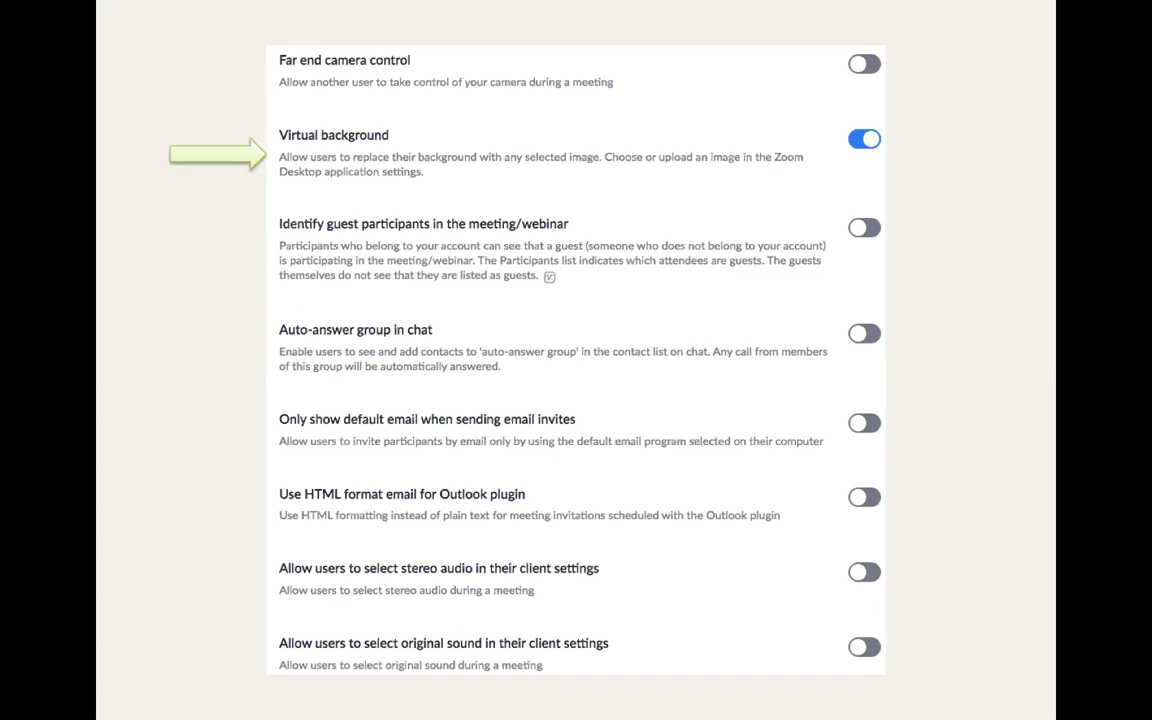 Far end camera control
Allow another user to take control of your camera during a meeting
Virtual background
Allow users to replace their background with any selected image. Choose or upload an image in the Zoom
Desktop application settings.
Identify guest participants in the meeting/webinar
Participants who belong to your account can see that a guest (someone who does not belong to your account)
is participating in the meeting/webinar. The Participants list indicates which attendees are guests. The guests
themselves do not see that they are listed as guests.
Auto-answer group in chat
Enable users to see and add contacts to 'auto-answer group' in the contact list on chat. Any call from members
of this group will be automatically answered.
Only show default email when sending email invites
Allow users to invite participants by email only by using the default email program selected on their computer
Use HTML format email for Outlook plugin
Use HTML formatting instead of plain text for meeting invitations scheduled with the Outlook plugin
Allow users to select stereo audio in their client settings
Allow users to select stereo audio during a meeting
Allow users to select original sound in their client settings
Allow users to select original sound during a meeting